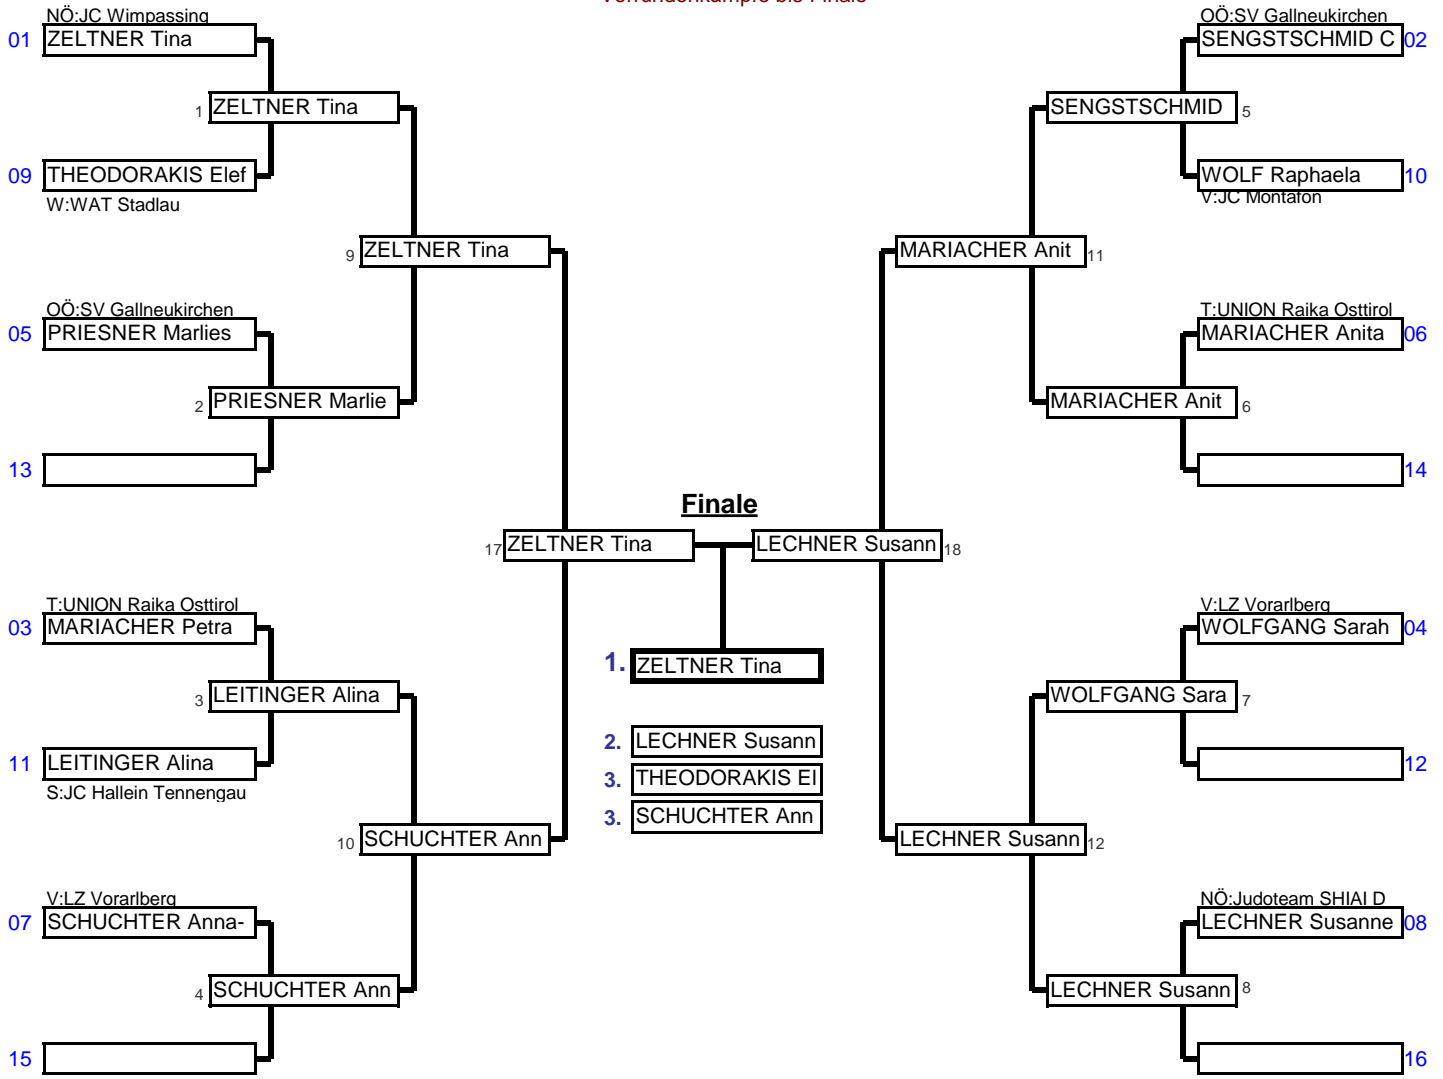 Vorrundenkämpfe bis Finale
NÖ:JC Wimpassing
01 ZELTNER Tina
1 ZELTNER Tina
09 THEODORAKIS Elef
W:WAT Stadlau
9 ZELTNER Tina
OÖ:SV Gallneukirchen
05 PRIESNER Marlies
2 PRIESNER Marlie
13
17 ZELTNER Tina
T:UNION Raika Osttirol
03 MARIACHER Petra
3 LEITINGER Alina
11 LEITINGER Alina
S:JC Hallein Tennengau
10 SCHUCHTER Ann
V:LZ Vorarlberg
07 SCHUCHTER Anna-
4 SCHUCHTER Ann
15
Finale
1. ZELTNER Tina
2. LECHNER Susann
3. THEODORAKIS El
3. SCHUCHTER Ann
OÖ:SV Gallneukirchen
SENGSTSCHMID C 02
SENGSTSCHMID 5
WOLF Raphaela 10
V:JC Montafon
MARIACHER Anit 11
T:UNION Raika Osttirol
MARIACHER Anita 06
MARIACHER Anit 6
14
LECHNER Susann 18
V:LZ Vorarlberg
WOLFGANG Sarah 04
WOLFGANG Sara 7
12
LECHNER Susann 12
NÖ:Judoteam SHIAI D
LECHNER Susanne 08
LECHNER Susann 8
16